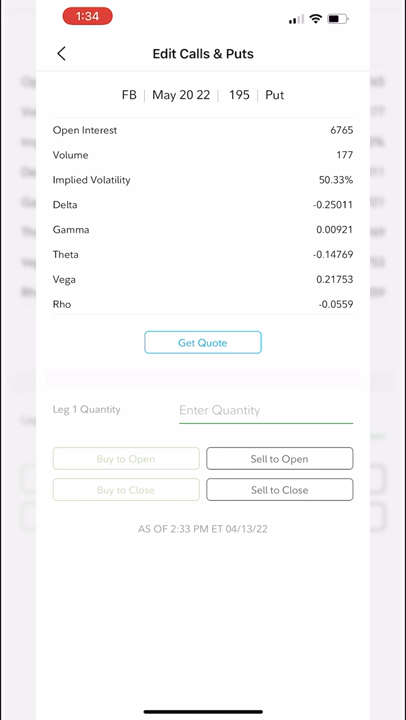 1:34
Edit Calls & Puts
FB | May 20 22 | 195 | Put
Open Interest 6765
Volume 177
Implied Volatility 50.33%
Delta -0.25011
Gamma 0.00921
Theta -0.14769
Vega 0.21753
Rho -0.0559
Get Quote
Leg 1 Quantity Enter Quantity
Buy to Open Sell to Open
Buy to Close Sell to Close
AS OF 2:33 PM ET 04/13/22